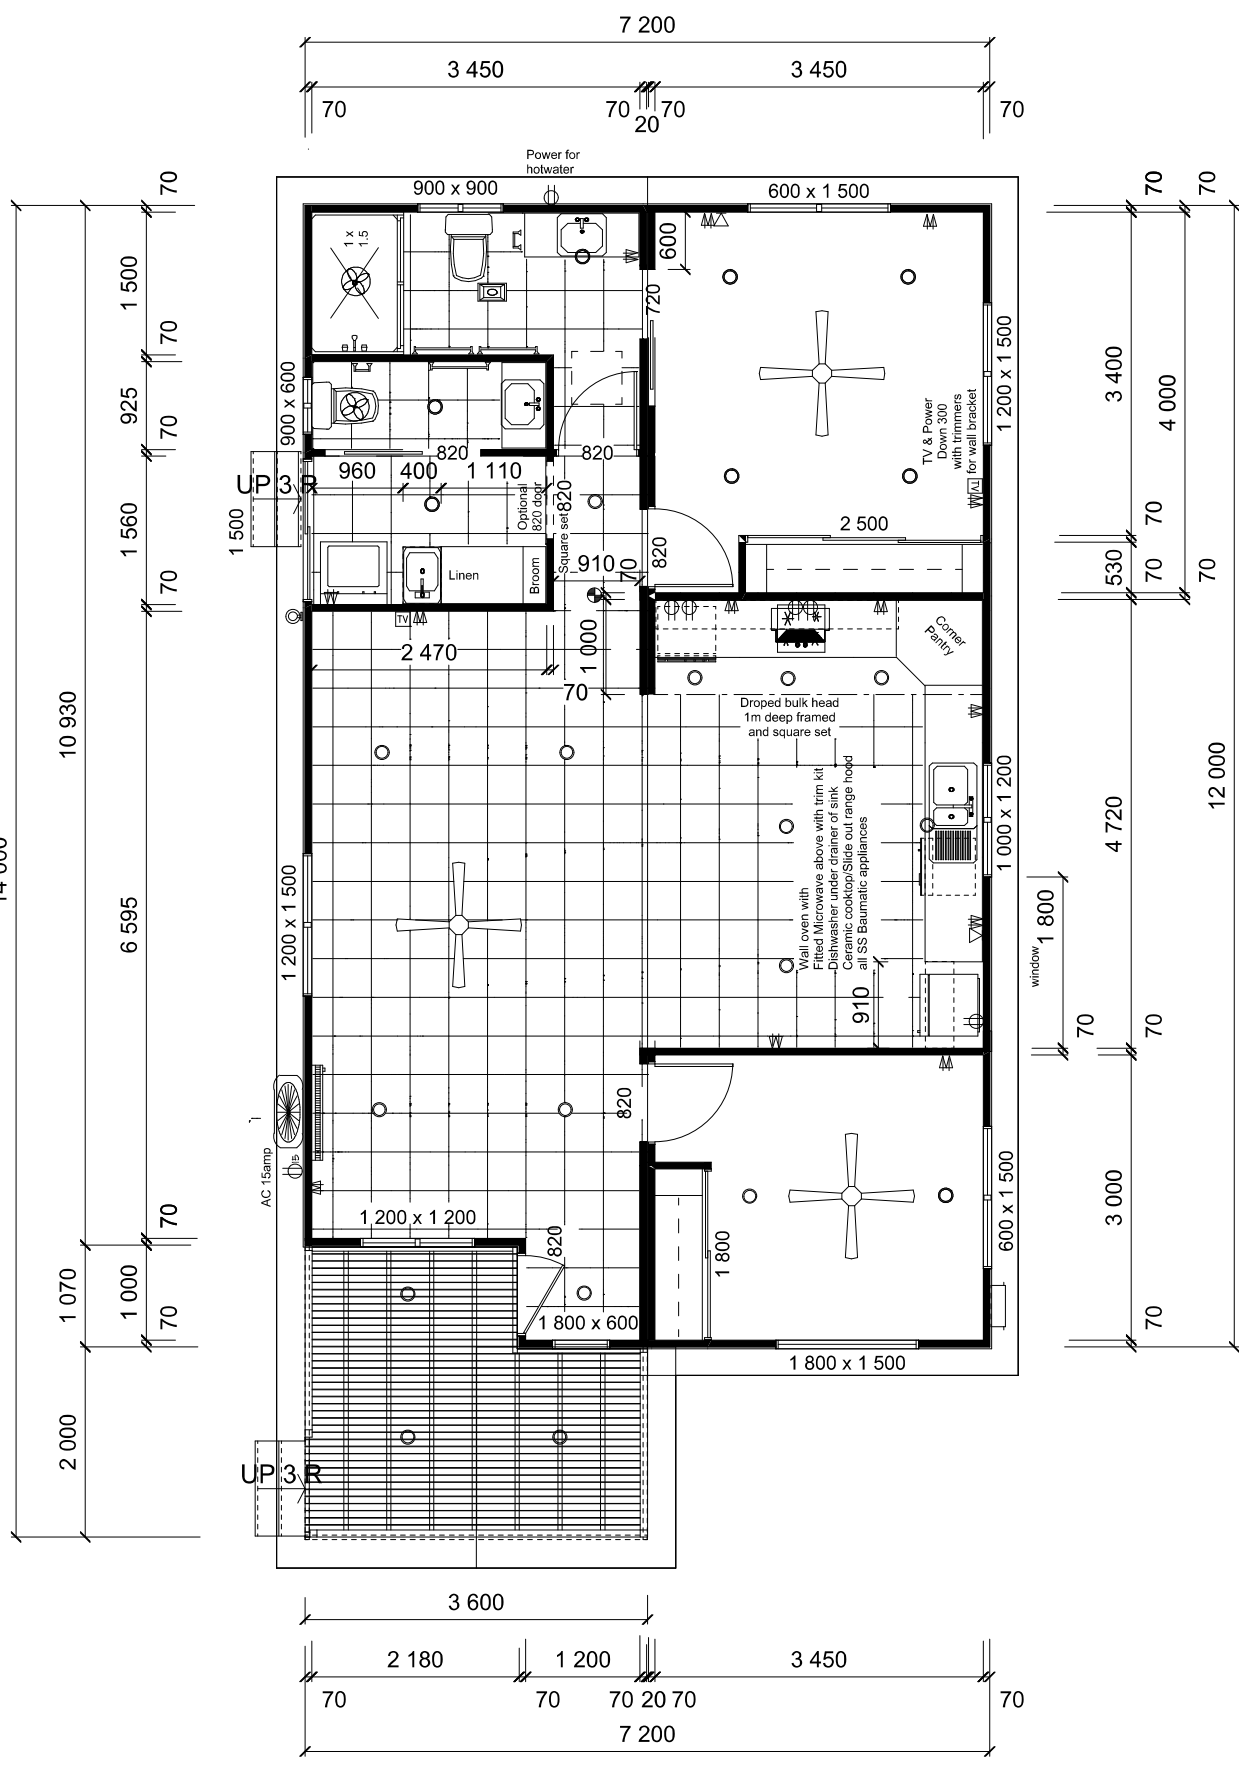 7 200
3 450
3 450
70
70
70
20
70
Power for
hotwater
900 x 900
600 x 1 500
70
70
70
1 x
1.5
600
1 500
720
70
900 x 600
925
70
1 200 x 1 500
3 400
4 000
TV & Power
Down 300
with trimmers
for wall bracket
TV
820
820
960
400
1 110
UP 3 R
1 500
1 560
Optional
820 door
Square set
820
2 500
820
70
530
70
70
70
Linen
Broom
910
70
TV
2 470
1 000
70
Corner
Pantry
Droped bulk head
1m deep framed
and square set
10 930
12 000
1 000 x 1 200
4 720
Wall oven with
Fitted Microwave above with trim kit
Dishwasher under drainer of sink
Ceramic cooktop/Slide out range hood
all SS Baumatic appliances
14 000
6 595
1 200 x 1 500
window
1 800
910
70
70
820
AC 15amp
15
600 x 1 500
3 000
70
1 200 x 1 200
820
1 800
1 070
1 000
70
70
1 800 x 600
1 800 x 1 500
2 000
UP 3 R
3 600
2 180
1 200
3 450
70
70
70
20
70
70
7 200